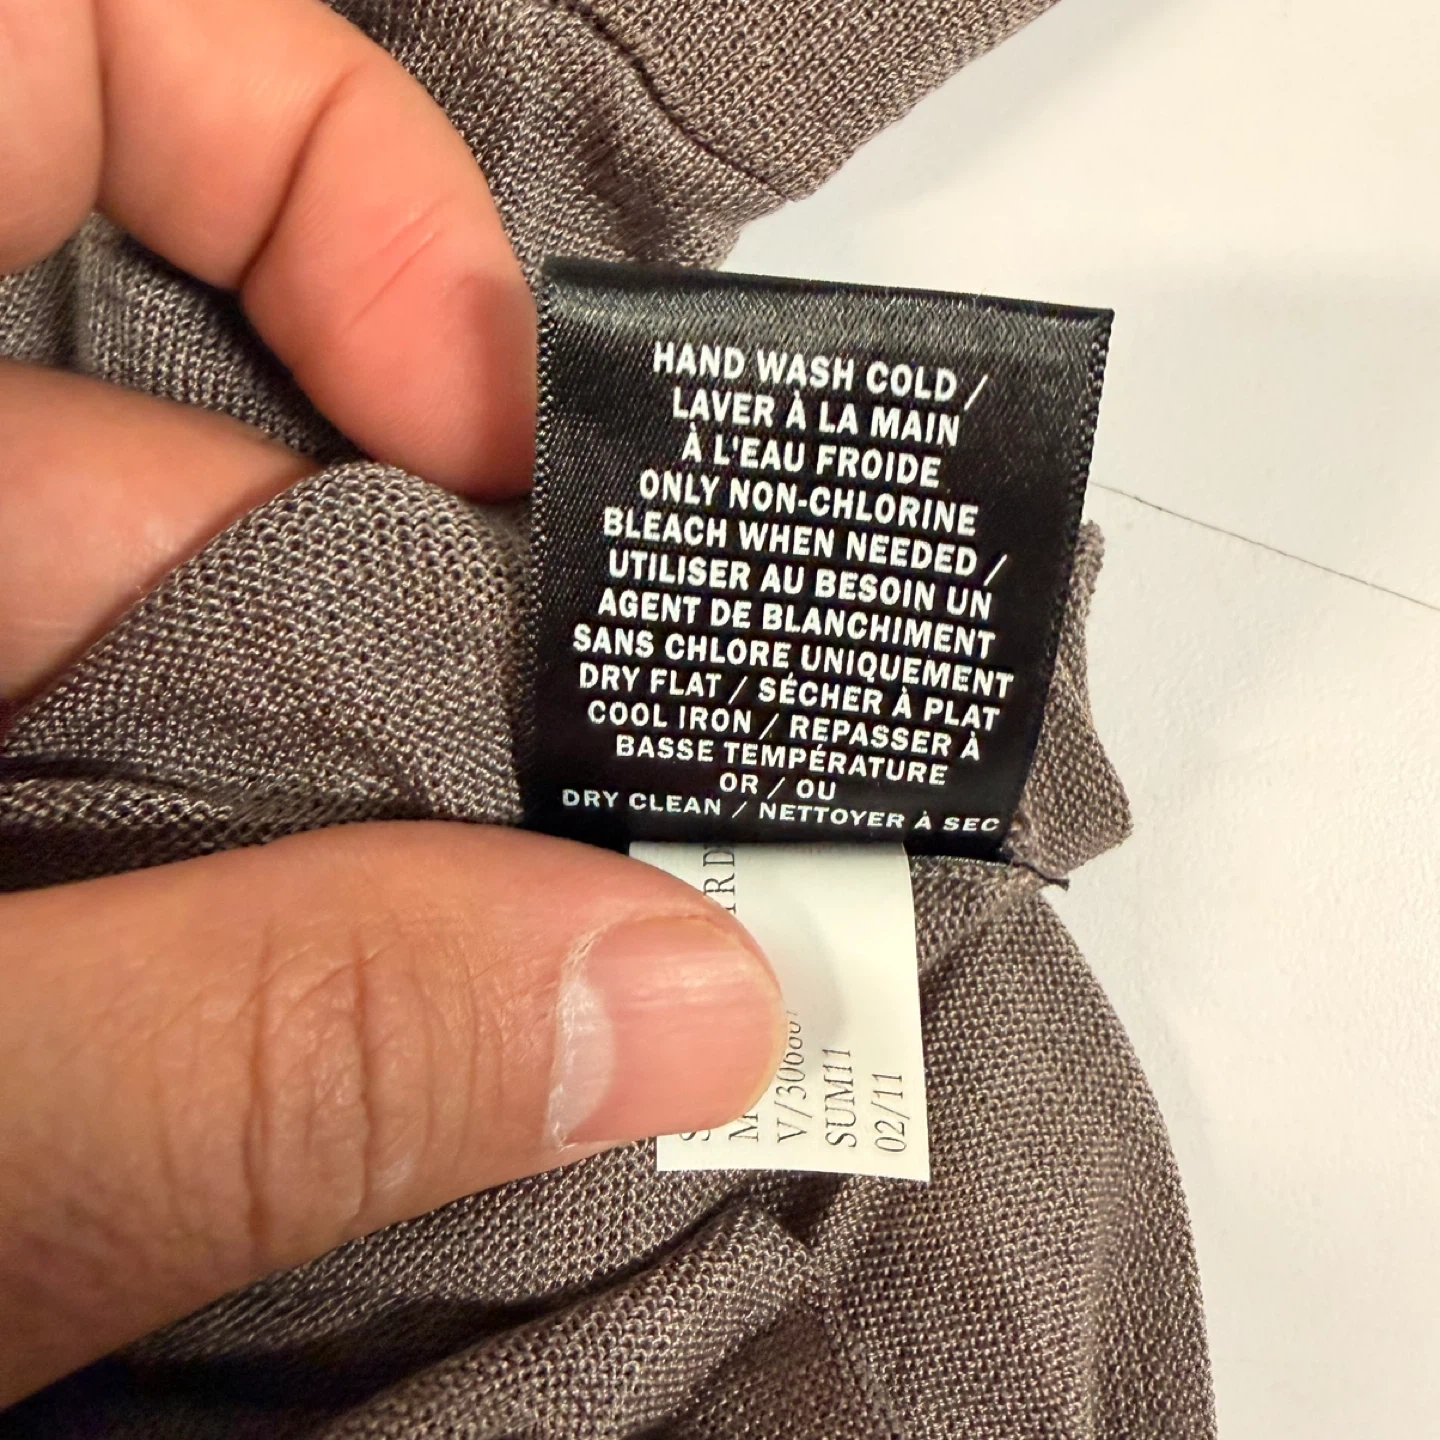 HAND WASH COLD /
LAVER À LA MAIN
À L'EAU FROIDE
ONLY NON-CHLORINE
BLEACH WHEN NEEDED /
UTILISER AU BESOIN UN
AGENT DE BLANCHIMENT
SANS CHLORE UNIQUEMENT
DRY FLAT / SÉCHER À PLAT
COOL IRON / REPASSER À
BASSE TEMPÉRATURE
OR / OU
DRY CLEAN / NETTOYER À SEC
SUM11
02/11